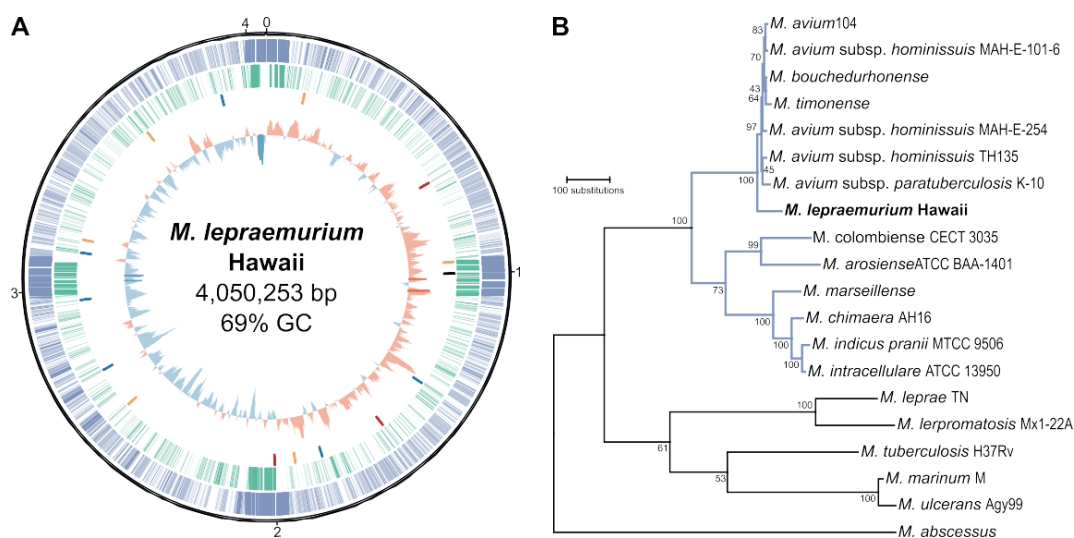 A
4
0
1
2
3
M. lepraemurium
Hawaii
4,050,253 bp
69% GC
B
100 substitutions
83
70
43
64
97
45
100
100
99
73
100
100
100
100
61
53
100
M. avium104
M. avium subsp. hominissuis MAH-E-101-6
M. bouchedurhonense
M. timonense
M. avium subsp. hominissuis MAH-E-254
M. avium subsp. hominissuis TH135
M. avium subsp. paratuberculosis K-10
M. lepraemurium Hawaii
M. colombiense CECT 3035
M. arosienseATCC BAA-1401
M. marseillense
M. chimaera AH16
M. indicus pranii MTCC 9506
M. intracellulare ATCC 13950
M. leprae TN
M. lerpromatosis Mx1-22A
M. tuberculosis H37Rv
M. marinum M
M. ulcerans Agy99
M. abscessus